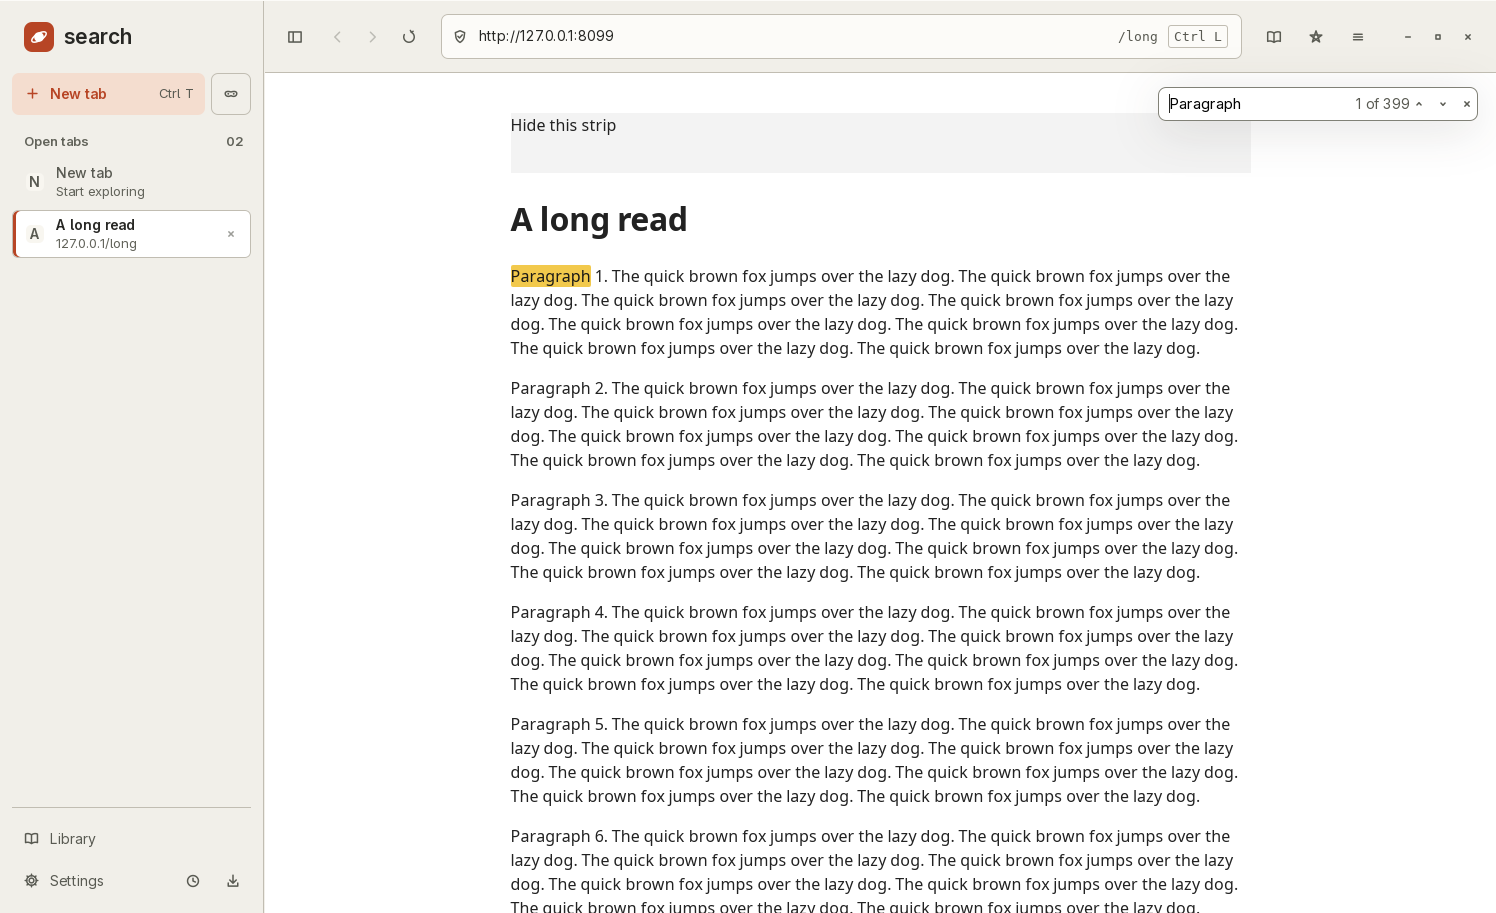 search
New tab Ctrl T
Open tabs 02
N New tab
Start exploring
A A long read
127.0.0.1/long
Library
Settings
http://127.0.0.1:8099 /long Ctrl L
Paragraph 1 of 399
Hide this strip
A long read
Paragraph 1. The quick brown fox jumps over the lazy dog. The quick brown fox jumps over the
lazy dog. The quick brown fox jumps over the lazy dog. The quick brown fox jumps over the lazy
dog. The quick brown fox jumps over the lazy dog. The quick brown fox jumps over the lazy dog.
The quick brown fox jumps over the lazy dog. The quick brown fox jumps over the lazy dog.
Paragraph 2. The quick brown fox jumps over the lazy dog. The quick brown fox jumps over the
lazy dog. The quick brown fox jumps over the lazy dog. The quick brown fox jumps over the lazy
dog. The quick brown fox jumps over the lazy dog. The quick brown fox jumps over the lazy dog.
The quick brown fox jumps over the lazy dog. The quick brown fox jumps over the lazy dog.
Paragraph 3. The quick brown fox jumps over the lazy dog. The quick brown fox jumps over the
lazy dog. The quick brown fox jumps over the lazy dog. The quick brown fox jumps over the lazy
dog. The quick brown fox jumps over the lazy dog. The quick brown fox jumps over the lazy dog.
The quick brown fox jumps over the lazy dog. The quick brown fox jumps over the lazy dog.
Paragraph 4. The quick brown fox jumps over the lazy dog. The quick brown fox jumps over the
lazy dog. The quick brown fox jumps over the lazy dog. The quick brown fox jumps over the lazy
dog. The quick brown fox jumps over the lazy dog. The quick brown fox jumps over the lazy dog.
The quick brown fox jumps over the lazy dog. The quick brown fox jumps over the lazy dog.
Paragraph 5. The quick brown fox jumps over the lazy dog. The quick brown fox jumps over the
lazy dog. The quick brown fox jumps over the lazy dog. The quick brown fox jumps over the lazy
dog. The quick brown fox jumps over the lazy dog. The quick brown fox jumps over the lazy dog.
The quick brown fox jumps over the lazy dog. The quick brown fox jumps over the lazy dog.
Paragraph 6. The quick brown fox jumps over the lazy dog. The quick brown fox jumps over the
lazy dog. The quick brown fox jumps over the lazy dog. The quick brown fox jumps over the lazy
dog. The quick brown fox jumps over the lazy dog. The quick brown fox jumps over the lazy dog.
The quick brown fox jumps over the lazy dog. The quick brown fox jumps over the lazy dog.